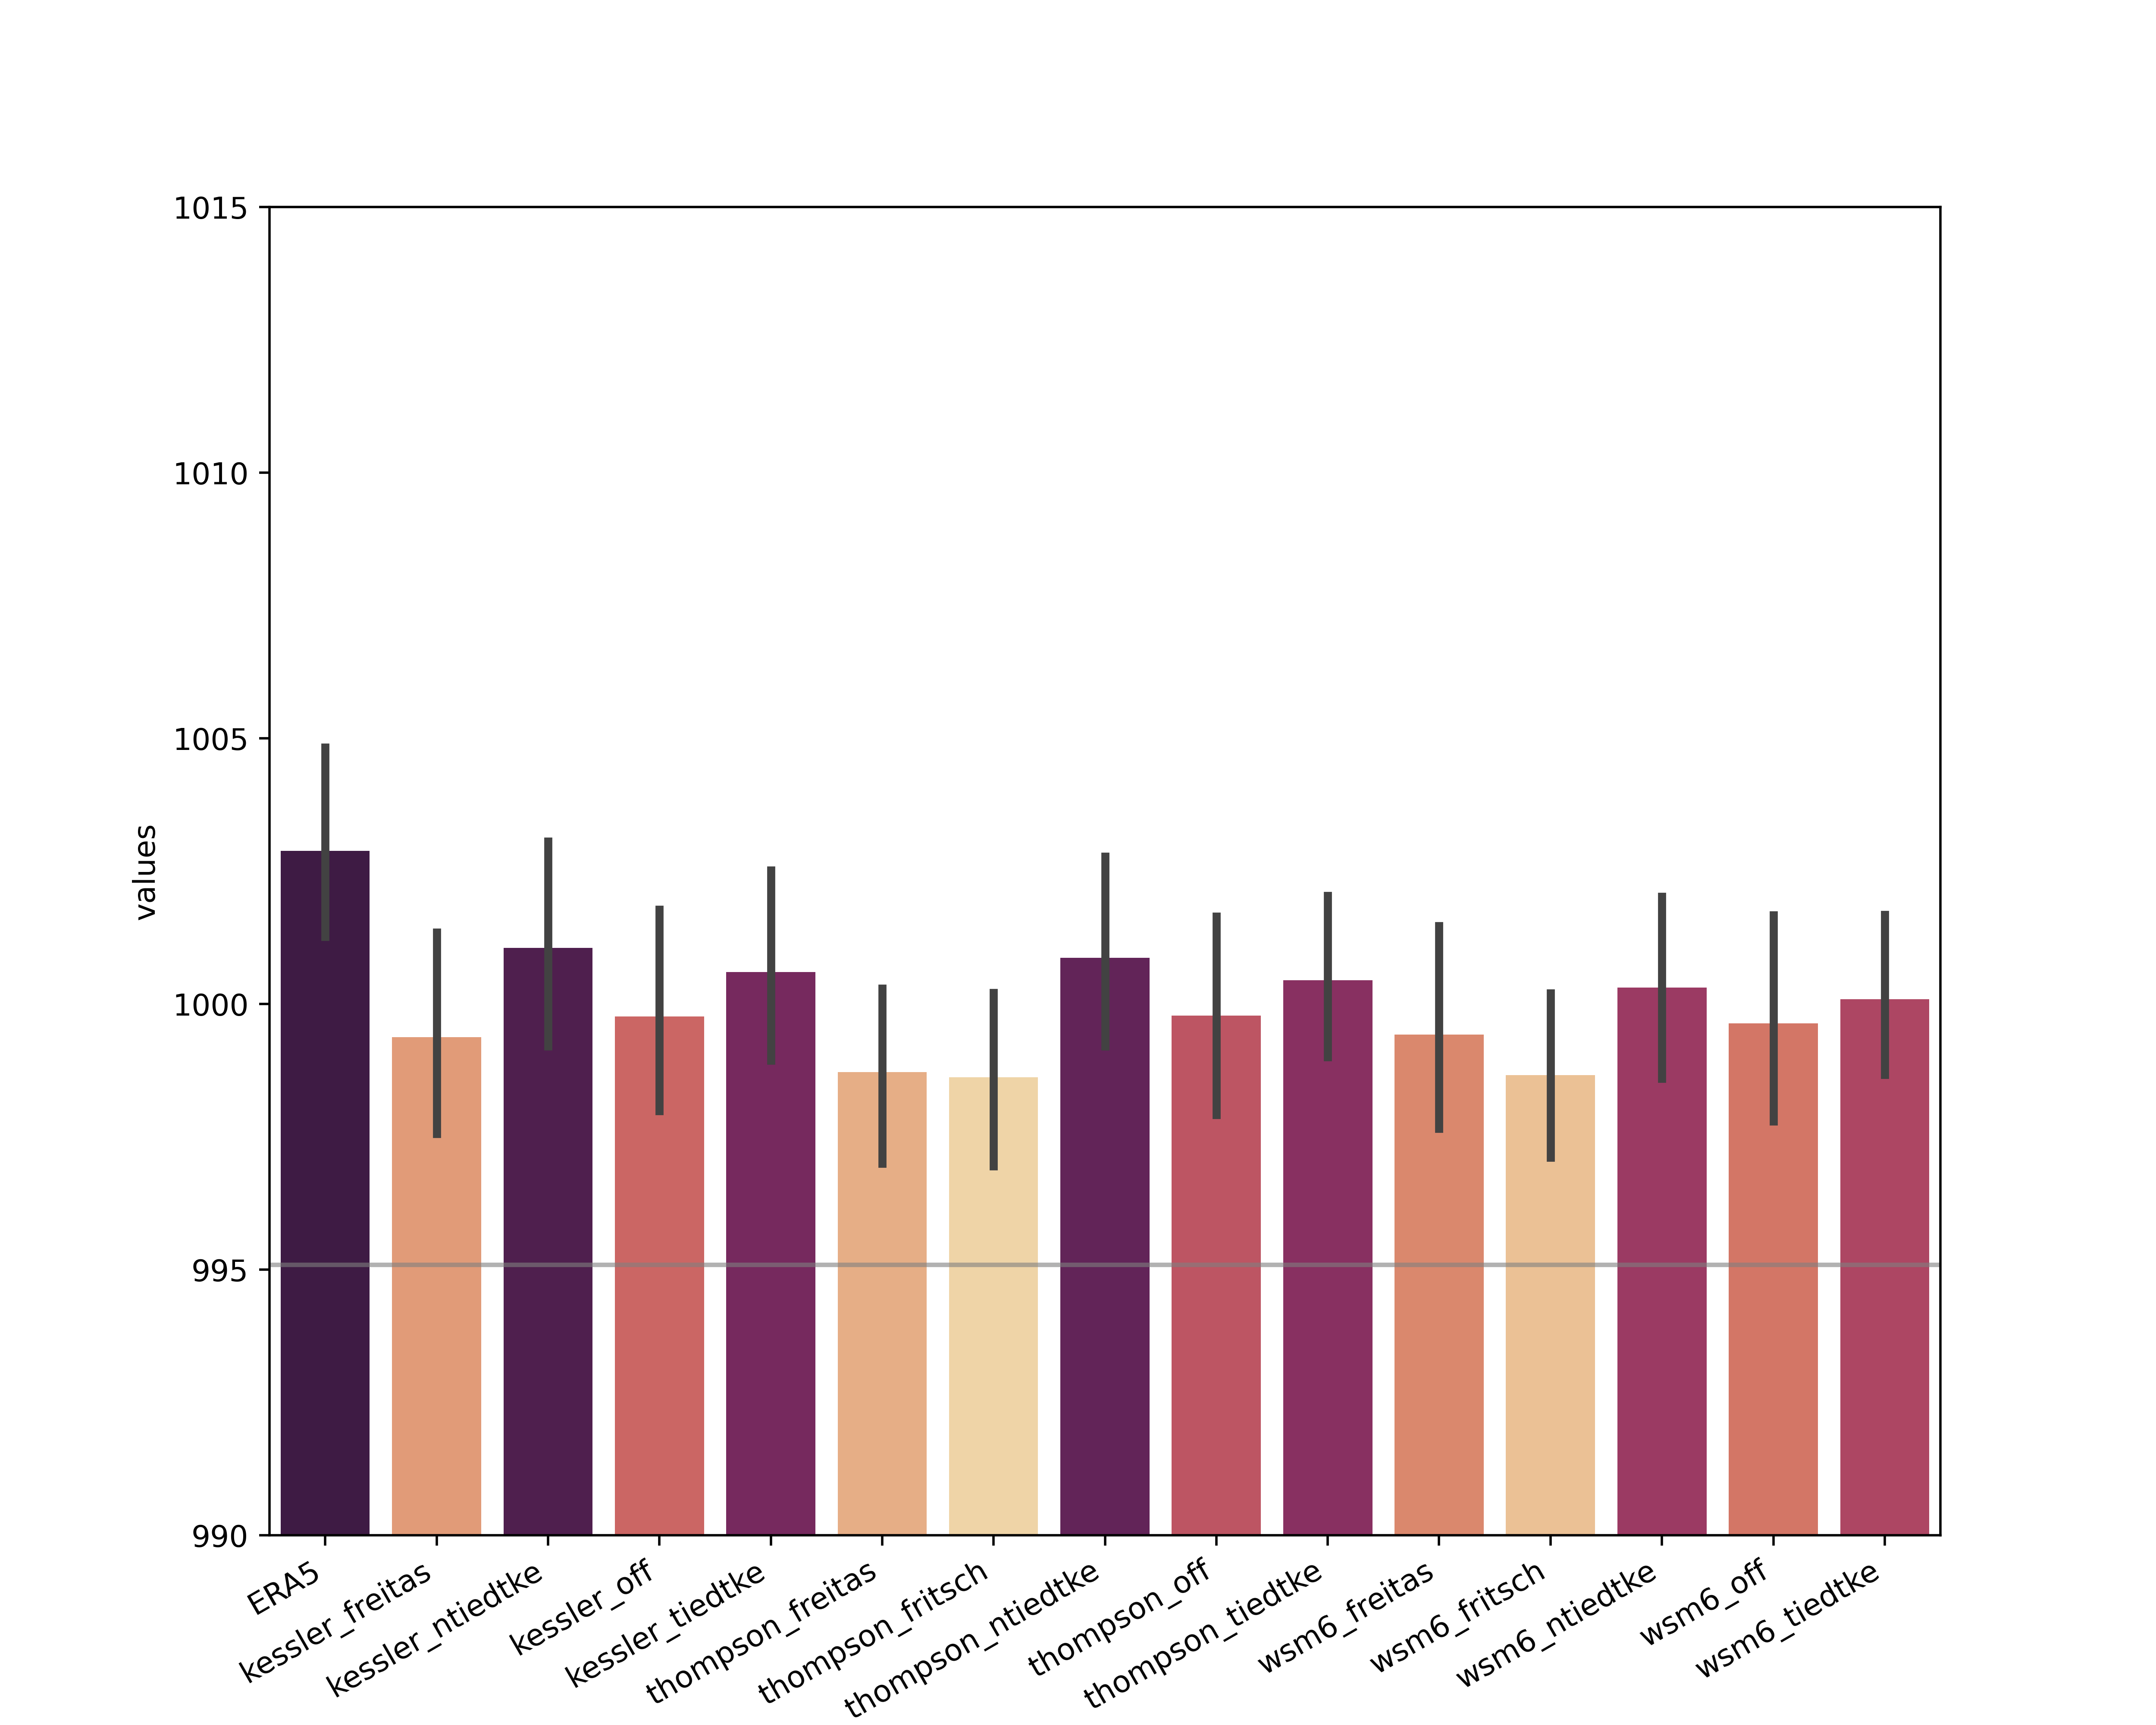 1015
1010
1005
1000
995
990
values
ERA5
kessler_freitas
kessler_ntiedtke
kessler_off
kessler_tiedtke
thompson_freitas
thompson_fritsch
thompson_ntiedtke
thompson_off
thompson_tiedtke
wsm6_freitas
wsm6_fritsch
wsm6_ntiedtke
wsm6_off
wsm6_tiedtke